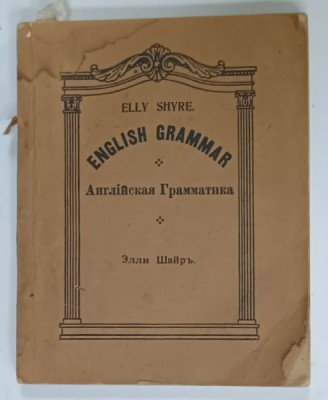 ELLY SHYRE.
ENGLISH GRAMMAR
Англійская Грамматика
Элли Шайръ.